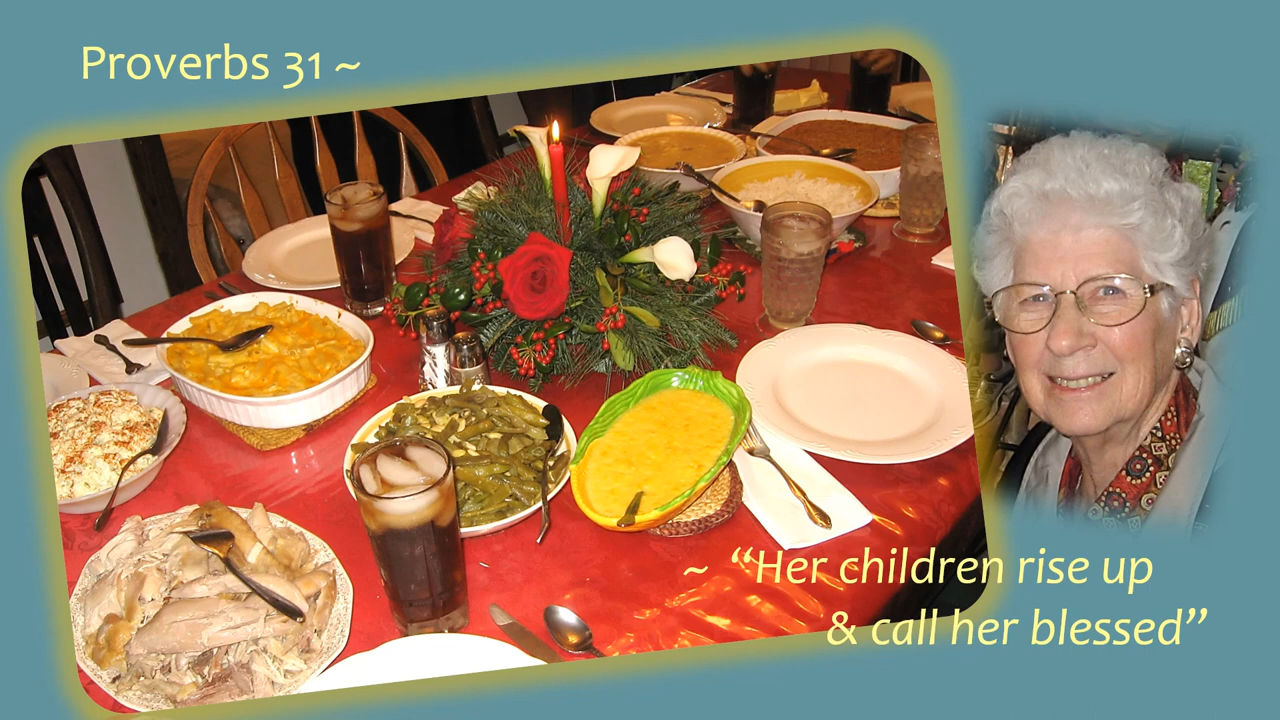 Proverbs 31 ~
~ “Her children rise up
& call her blessed”